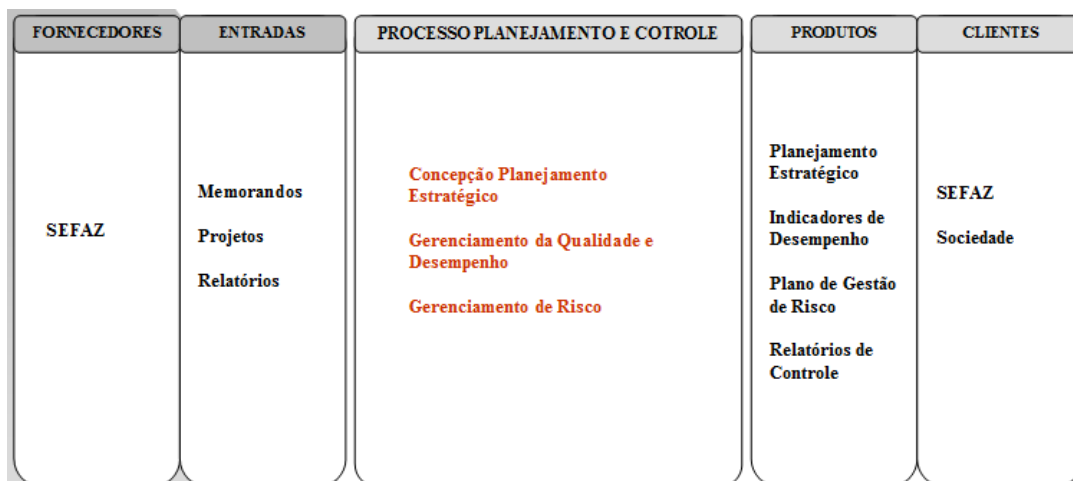 FORNECEDORES
ENTRADAS
PROCESSO PLANEJAMENTO E COTROLE
PRODUTOS
CLIENTES
SEFAZ
Memorandos
Projetos
Relatórios
Concepção Planejamento
Estratégico
Gerenciamento da Qualidade e
Desempenho
Gerenciamento de Risco
Planejamento
Estratégico
Indicadores de
Desempenho
Plano de Gestão
de Risco
Relatórios de
Controle
SEFAZ
Sociedade